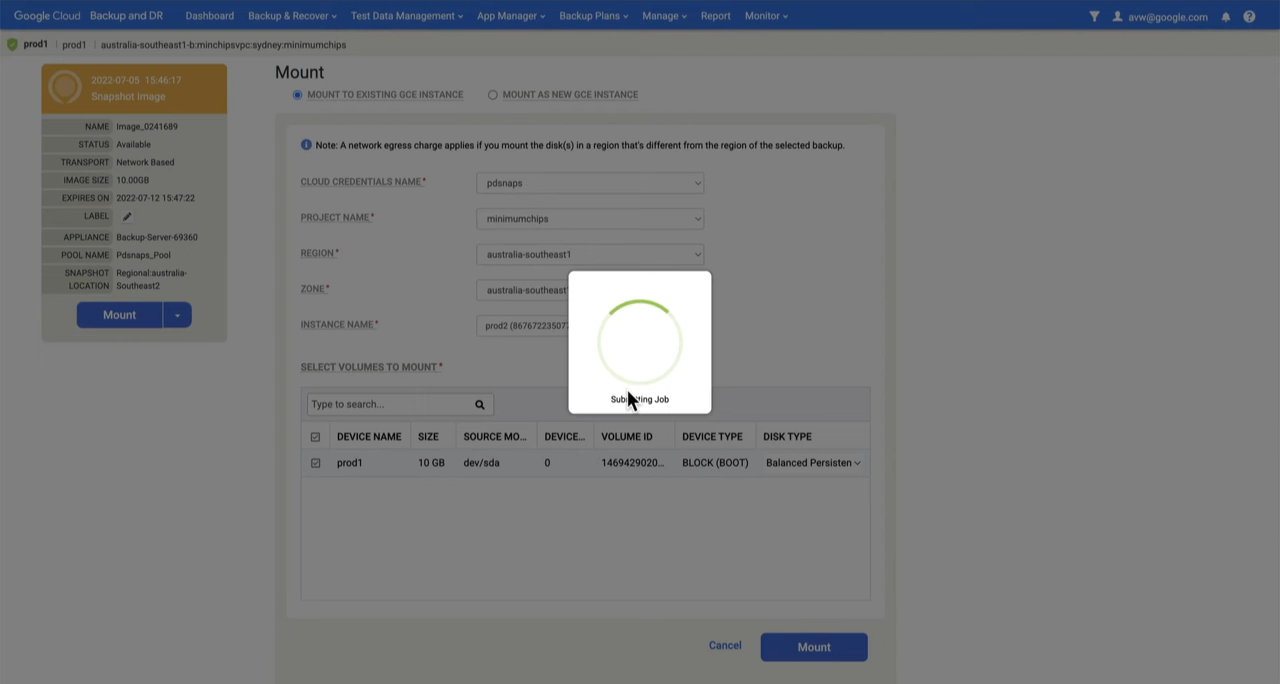 Google Cloud Backup and DR Dashboard Backup & Recover Test Data Management App Manager Backup Plans Manage Report Monitor avw@google.com
prod1 prod1 australia-southeast1-b:minchipsvpc:sydney:minimumchips
2022-07-05 15:46:17
Snapshot Image
NAME Image_0241689
STATUS Available
TRANSPORT Network Based
IMAGE SIZE 10.00GB
EXPIRES ON 2022-07-12 15:47:22
LABEL
APPLIANCE Backup-Server-69360
POOL NAME Pdsnaps_Pool
SNAPSHOT Regional:australia-
LOCATION Southeast2
Mount
Mount
MOUNT TO EXISTING GCE INSTANCE MOUNT AS NEW GCE INSTANCE
Note: A network egress charge applies if you mount the disk(s) in a region that's different from the region of the selected backup.
CLOUD CREDENTIALS NAME* pdsnaps
PROJECT NAME* minimumchips
REGION* australia-southeast1
ZONE* australia-southeast
INSTANCE NAME* prod2 (8676722350
SELECT VOLUMES TO MOUNT*
Type to search...
DEVICE NAME SIZE SOURCE MO... DEVICE... VOLUME ID DEVICE TYPE DISK TYPE
prod1 10 GB dev/sda 0 1469429020... BLOCK (BOOT) Balanced Persisten
Job
Cancel Mount